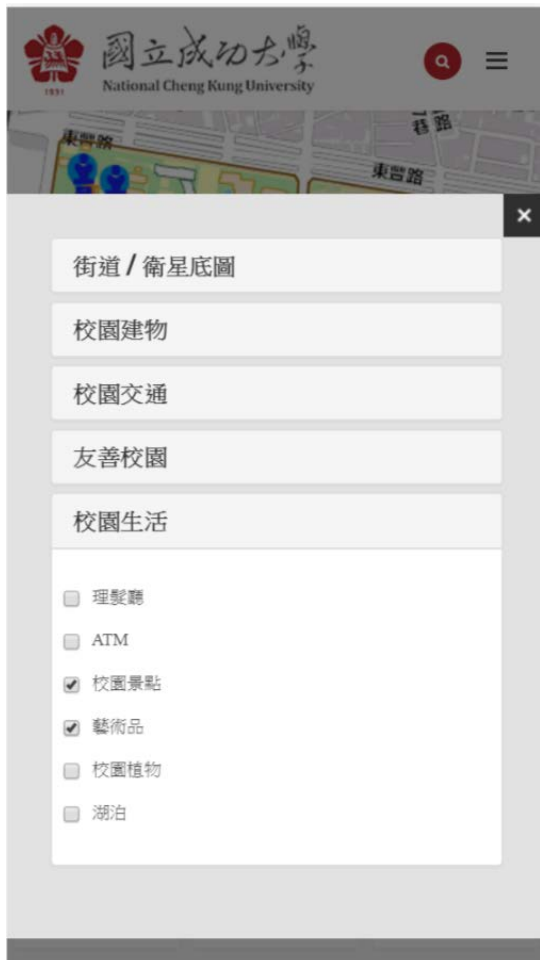 國立成功大學
National Cheng Kung University
1931
東豐路
東豐路
巷
路
街道 / 衛星底圖
校園建物
校園交通
友善校園
校園生活
理髮廳
ATM
校園景點
藝術品
校園植物
湖泊